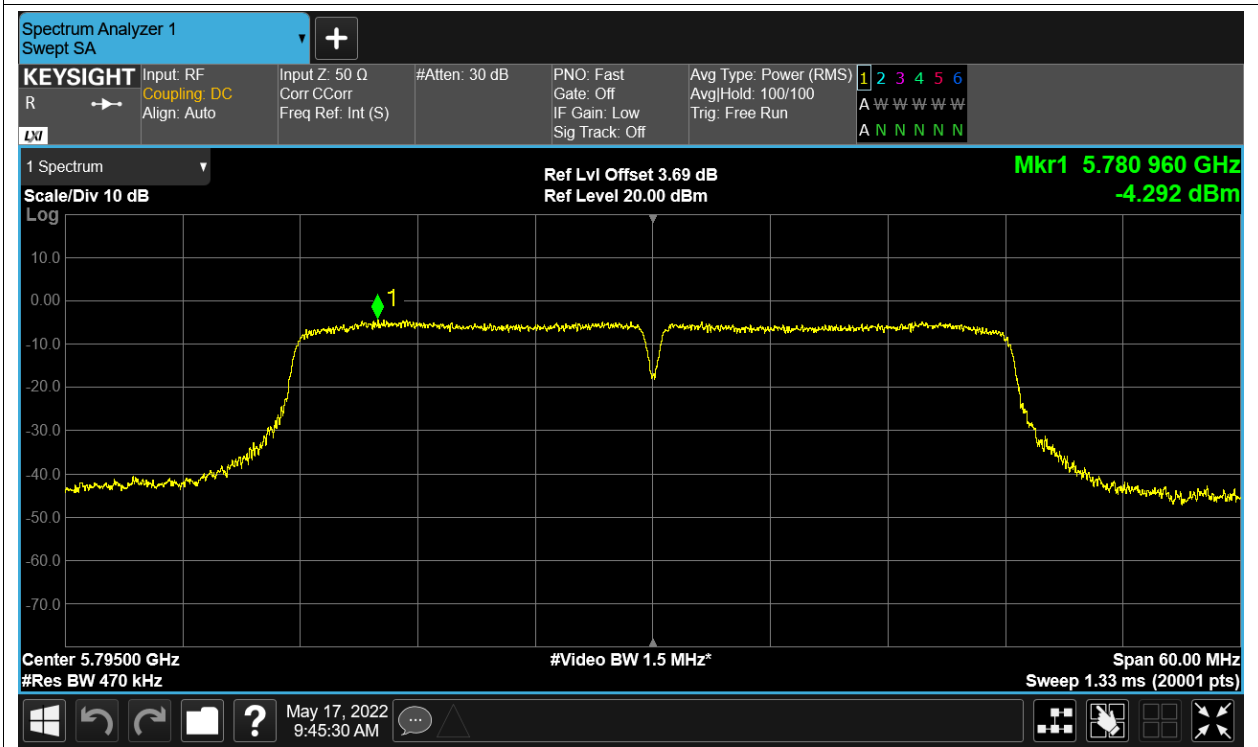 Spectrum Analyzer 1
Swept SA
+
KEYSIGHT
R
LXI
Input: RF
Coupling: DC
Align: Auto
Input Z: 50 Ω
Corr CCorr
Freq Ref: Int (S)
#Atten: 30 dB
PNO: Fast
Gate: Off
IF Gain: Low
Sig Track: Off
Avg Type: Power (RMS)
Avg|Hold: 100/100
Trig: Free Run
1 2 3 4 5 6
A W W W W W
A N N N N N
1 Spectrum
Scale/Div 10 dB
Log
Ref Lvl Offset 3.69 dB
Ref Level 20.00 dBm
Mkr1 5.780 960 GHz
-4.292 dBm
10.0
0.00
-10.0
-20.0
-30.0
-40.0
-50.0
-60.0
-70.0
1
Center 5.79500 GHz
#Res BW 470 kHz
#Video BW 1.5 MHz*
Span 60.00 MHz
Sweep 1.33 ms (20001 pts)
?
May 17, 2022
9:45:30 AM